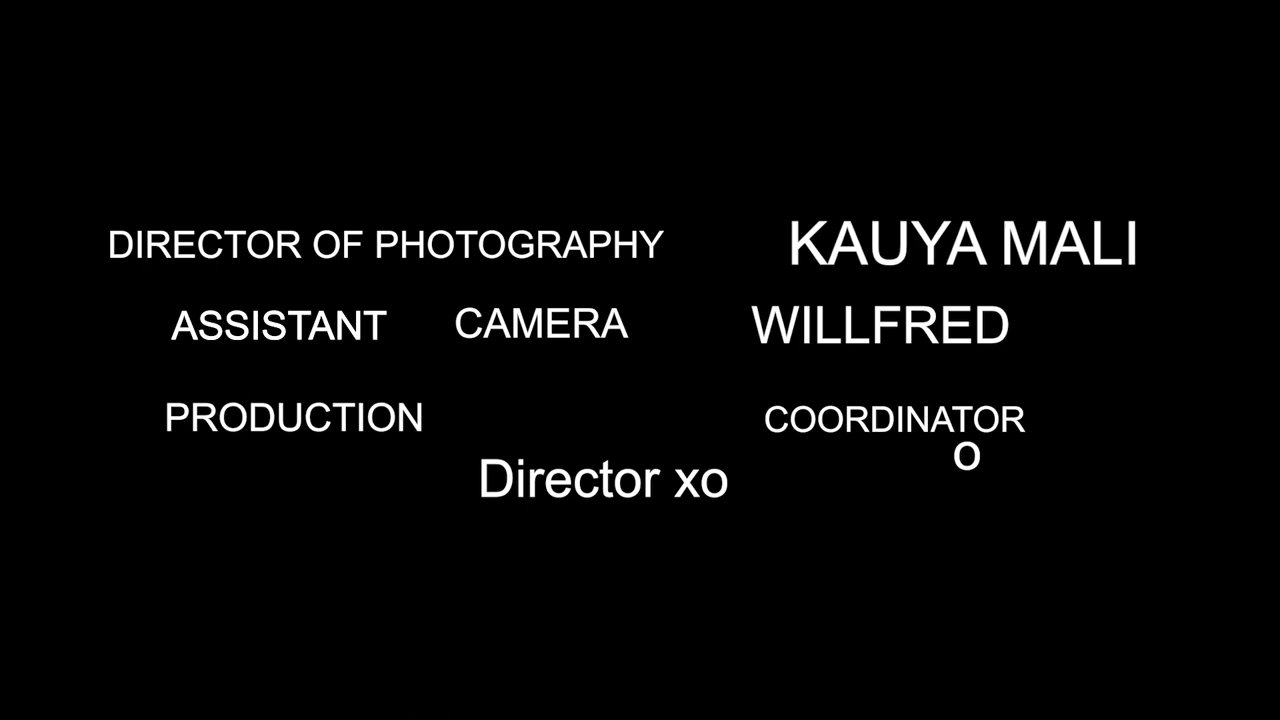 DIRECTOR OF PHOTOGRAPHY KAUYA MALI
ASSISTANT CAMERA WILLFRED
PRODUCTION COORDINATOR
o
Director xo